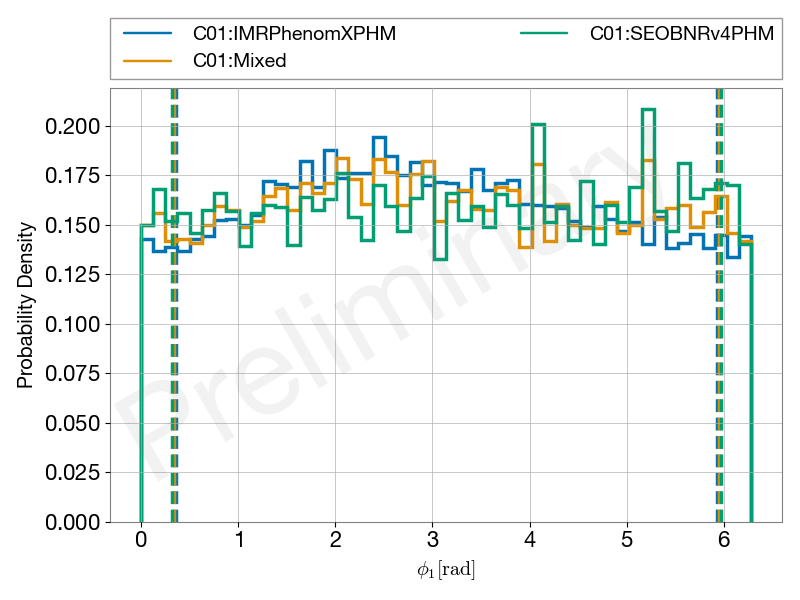 C01:IMRPhenomXPHM
C01:Mixed
C01:SEOBNRv4PHM
Preliminary
Probability Density
0.200
0.175
0.150
0.125
0.100
0.075
0.050
0.025
0.000
0 1 2 3 4 5 6
ϕ₁[rad]